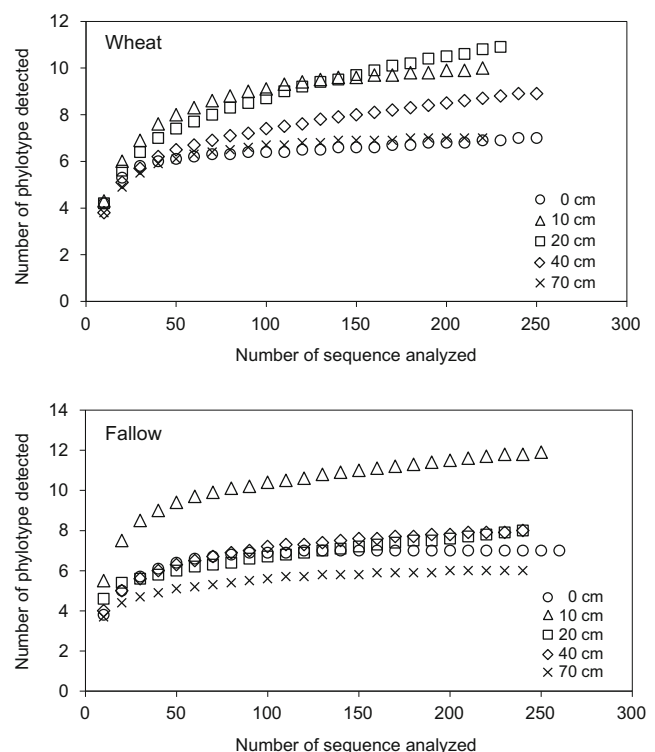 Wheat
Number of phylotype detected
12
10
8
6
4
2
0
0 50 100 150 200 250 300
Number of sequence analyzed
0 cm
10 cm
20 cm
40 cm
70 cm
Fallow
Number of phylotype detected
14
12
10
8
6
4
2
0
0 50 100 150 200 250 300
Number of sequence analyzed
0 cm
10 cm
20 cm
40 cm
70 cm